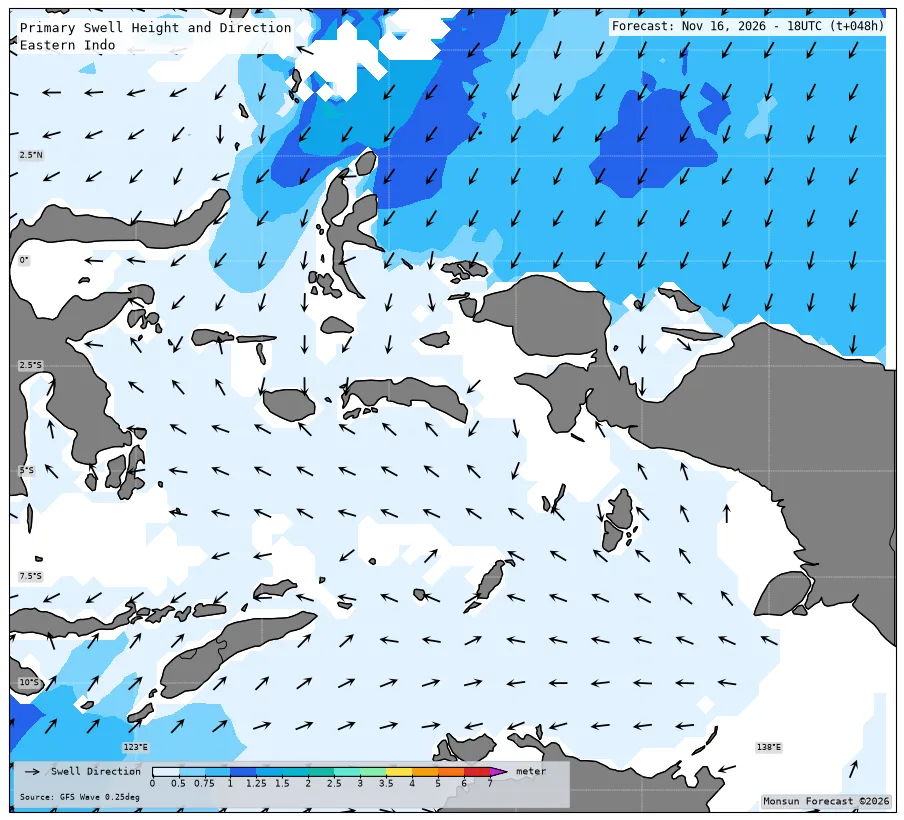 Primary Swell Height and Direction
Eastern Indo
Forecast: Nov 16, 2026 - 18UTC (t+048h)
2.5°N
0°
2.5°S
5°S
7.5°S
10°S
123°E
138°E
Swell Direction
0 0.5 0.75 1 1.25 1.5 2 2.5 3 3.5 4 5 6 7
meter
Source: GFS Wave 0.25deg
Monsun Forecast ©2026